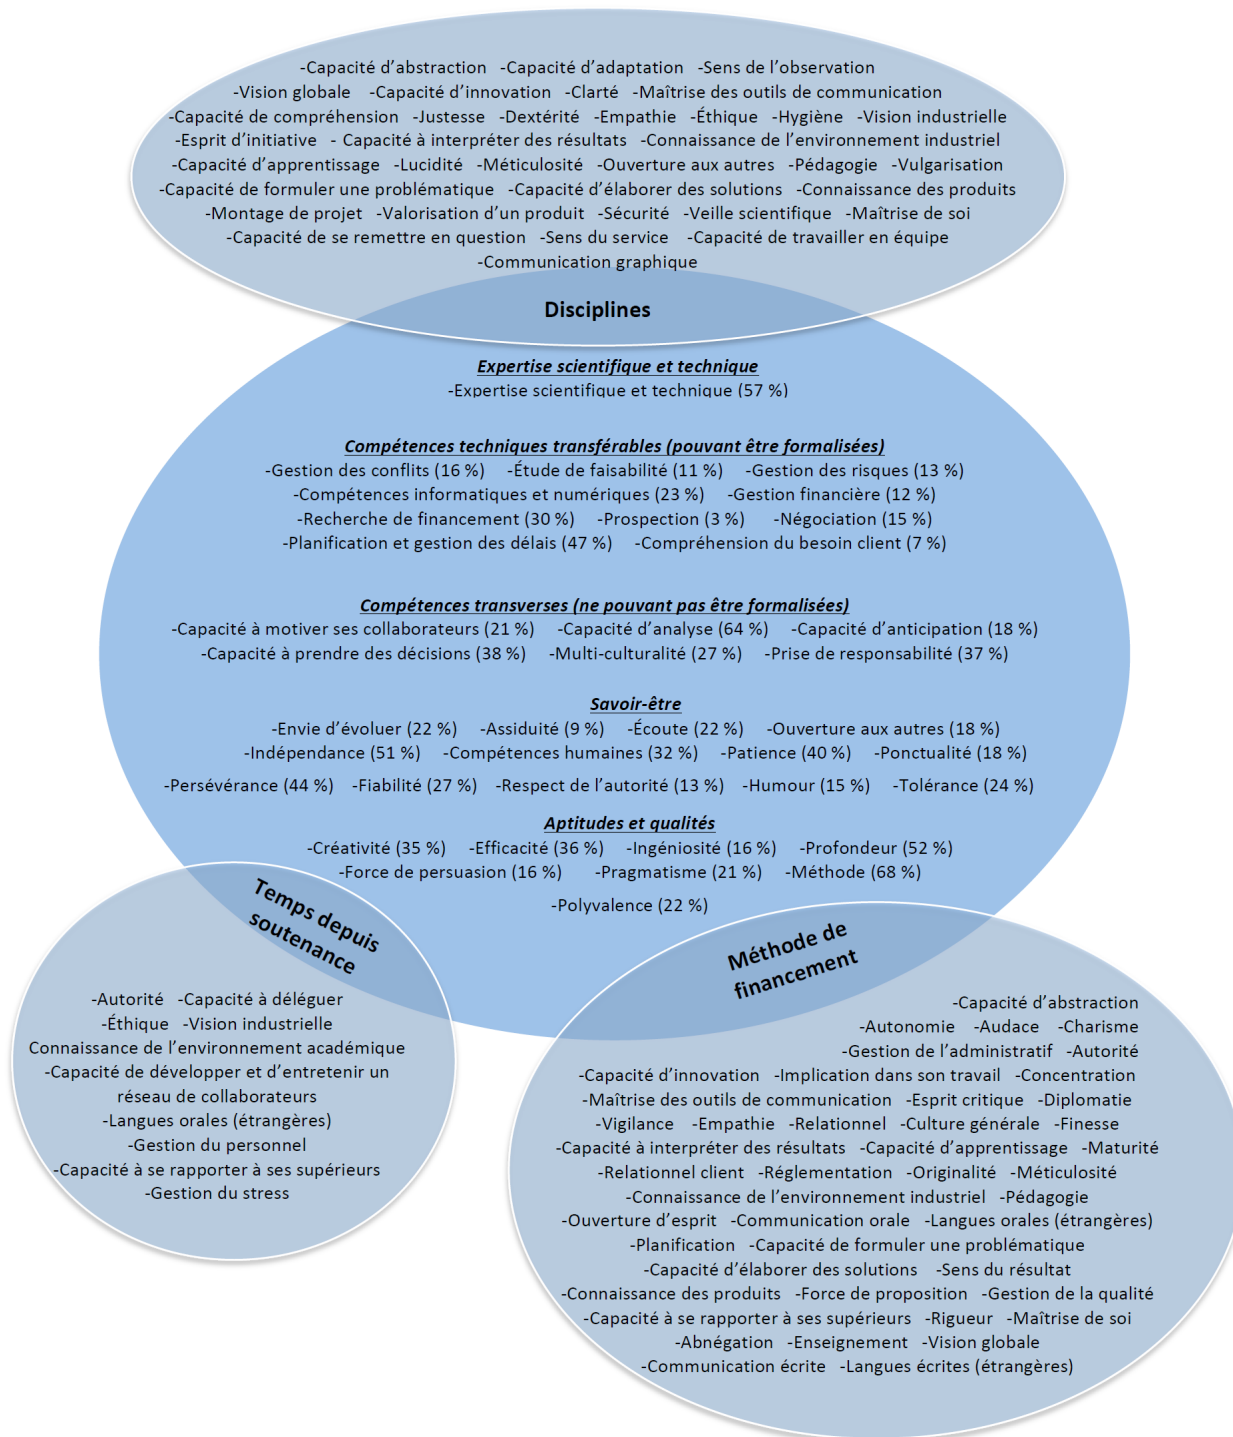 -Capacité d’abstraction -Capacité d’adaptation -Sens de l’observation
-Vision globale -Capacité d’innovation -Clarté -Maîtrise des outils de communication
-Capacité de compréhension -Justesse -Dextérité -Empathie -Éthique -Hygiène -Vision industrielle
-Esprit d’initiative - Capacité à interpréter des résultats -Connaissance de l’environnement industriel
-Capacité d’apprentissage -Lucidité -Méticulosité -Ouverture aux autres -Pédagogie -Vulgarisation
-Capacité de formuler une problématique -Capacité d’élaborer des solutions -Connaissance des produits
-Montage de projet -Valorisation d’un produit -Sécurité -Veille scientifique -Maîtrise de soi
-Capacité de se remettre en question -Sens du service -Capacité de travailler en équipe
-Communication graphique
Disciplines
Expertise scientifique et technique
-Expertise scientifique et technique (57 %)
Compétences techniques transférables (pouvant être formalisées)
-Gestion des conflits (16 %) -Étude de faisabilité (11 %) -Gestion des risques (13 %)
-Compétences informatiques et numériques (23 %) -Gestion financière (12 %)
-Recherche de financement (30 %) -Prospection (3 %) -Négociation (15 %)
-Planification et gestion des délais (47 %) -Compréhension du besoin client (7 %)
Compétences transverses (ne pouvant pas être formalisées)
-Capacité à motiver ses collaborateurs (21 %) -Capacité d’analyse (64 %) -Capacité d’anticipation (18 %)
-Capacité à prendre des décisions (38 %) -Multi-culturalité (27 %) -Prise de responsabilité (37 %)
Savoir-être
-Envie d’évoluer (22 %) -Assiduité (9 %) -Écoute (22 %) -Ouverture aux autres (18 %)
-Indépendance (51 %) -Compétences humaines (32 %) -Patience (40 %) -Ponctualité (18 %)
-Persévérance (44 %) -Fiabilité (27 %) -Respect de l’autorité (13 %) -Humour (15 %) -Tolérance (24 %)
Aptitudes et qualités
-Créativité (35 %) -Efficacité (36 %) -Ingéniosité (16 %) -Profondeur (52 %)
-Force de persuasion (16 %) -Pragmatisme (21 %) -Méthode (68 %)
-Polyvalence (22 %)
Temps depuis
soutenance
-Autorité -Capacité à déléguer
-Éthique -Vision industrielle
Connaissance de l’environnement académique
-Capacité de développer et d’entretenir un
réseau de collaborateurs
-Langues orales (étrangères)
-Gestion du personnel
-Capacité à se rapporter à ses supérieurs
-Gestion du stress
Méthode de
financement
-Capacité d’abstraction
-Autonomie -Audace -Charisme
-Gestion de l’administratif -Autorité
-Capacité d’innovation -Implication dans son travail -Concentration
-Maîtrise des outils de communication -Esprit critique -Diplomatie
-Vigilance -Empathie -Relationnel -Culture générale -Finesse
-Capacité à interpréter des résultats -Capacité d’apprentissage -Maturité
-Relationnel client -Réglementation -Originalité -Méticulosité
-Connaissance de l’environnement industriel -Pédagogie
-Ouverture d’esprit -Communication orale -Langues orales (étrangères)
-Planification -Capacité de formuler une problématique
-Capacité d’élaborer des solutions -Sens du résultat
-Connaissance des produits -Force de proposition -Gestion de la qualité
-Capacité à se rapporter à ses supérieurs -Rigueur -Maîtrise de soi
-Abnégation -Enseignement -Vision globale
-Communication écrite -Langues écrites (étrangères)